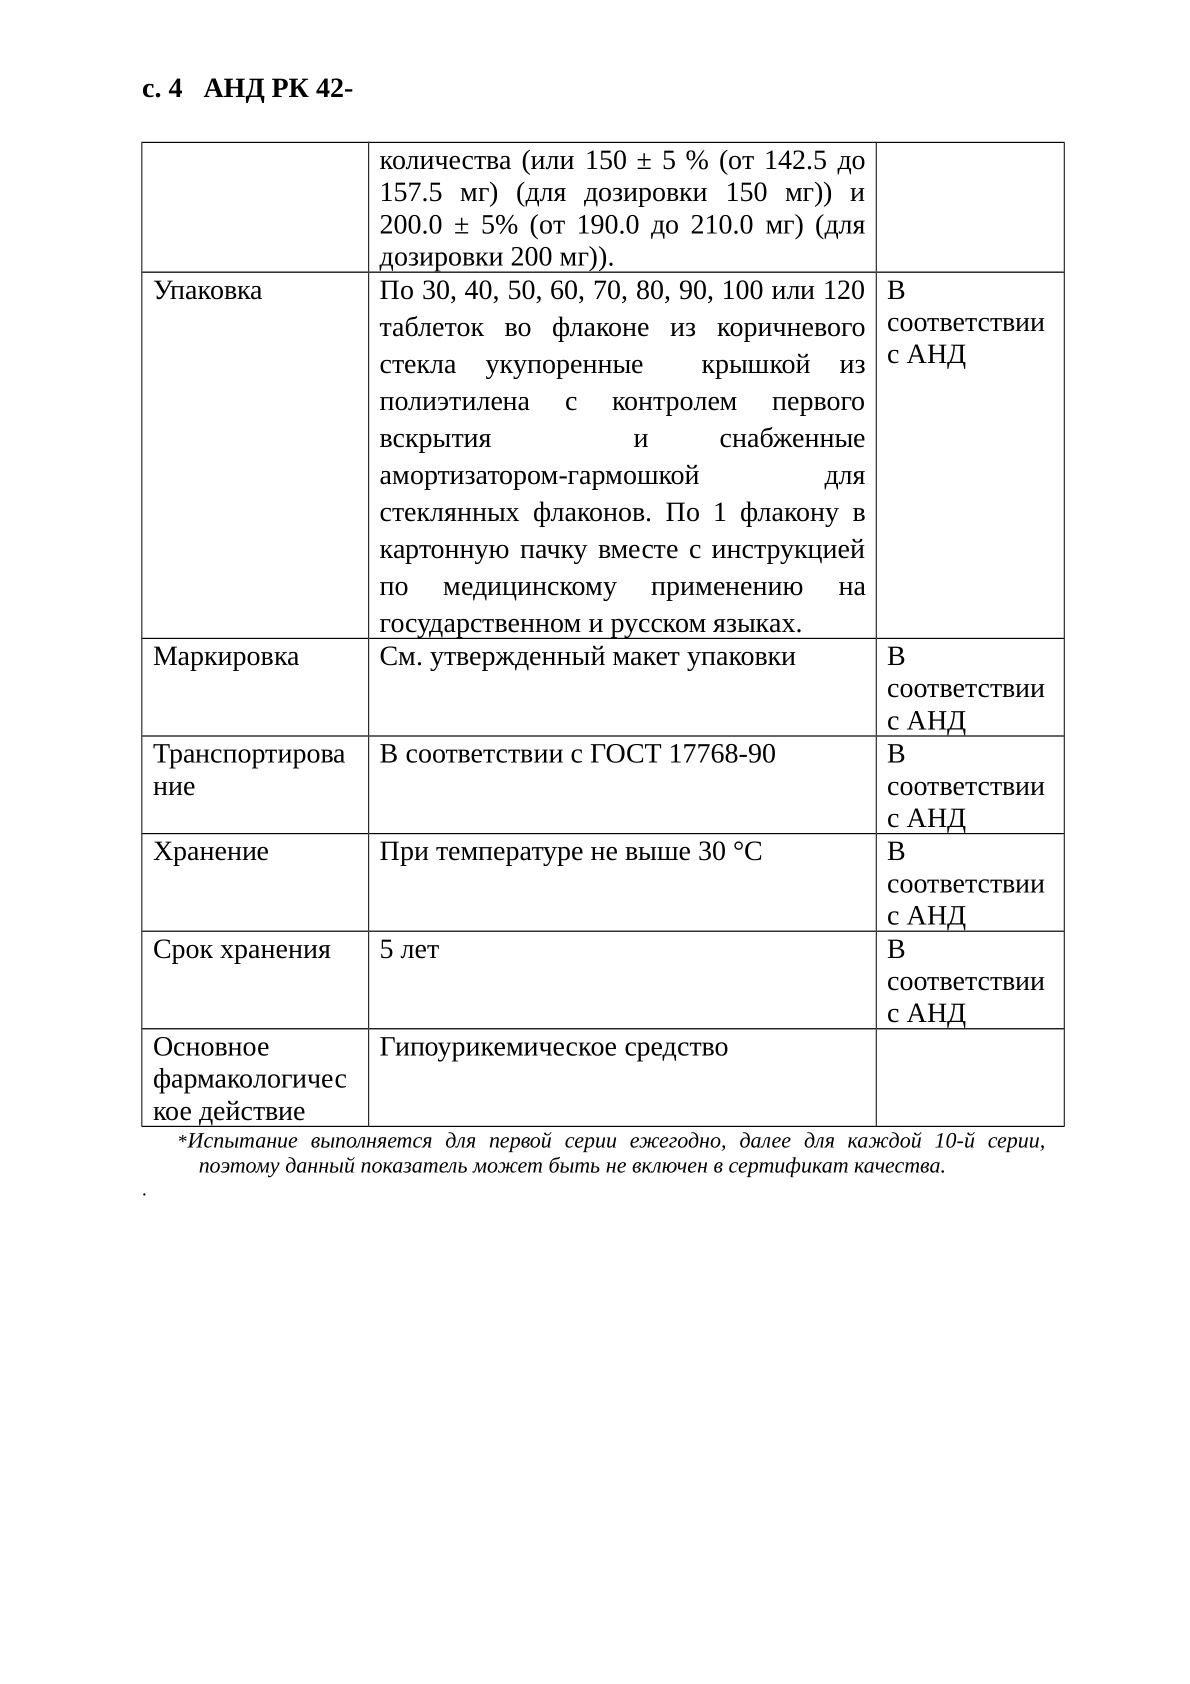 с. 4 АНД РК 42-
количества (или 150 ± 5 % (от 142.5 до
157.5 мг) (для дозировки 150 мг)) и
200.0 ± 5% (от 190.0 до 210.0 мг) (для
дозировки 200 мг)).
Упаковка
По 30, 40, 50, 60, 70, 80, 90, 100 или 120
таблеток во флаконе из коричневого
стекла укупоренные крышкой из
полиэтилена с контролем первого
вскрытия и снабженные
амортизатором-гармошкой для
стеклянных флаконов. По 1 флакону в
картонную пачку вместе с инструкцией
по медицинскому применению на
государственном и русском языках.
В
соответствии
с АНД
Маркировка
См. утвержденный макет упаковки
В
соответствии
с АНД
Транспортирова
ние
В соответствии с ГОСТ 17768-90
В
соответствии
с АНД
Хранение
При температуре не выше 30 °С
В
соответствии
с АНД
Срок хранения
5 лет
В
соответствии
с АНД
Основное
фармакологичес
кое действие
Гипоурикемическое средство
*Испытание выполняется для первой серии ежегодно, далее для каждой 10-й серии,
поэтому данный показатель может быть не включен в сертификат качества.
.